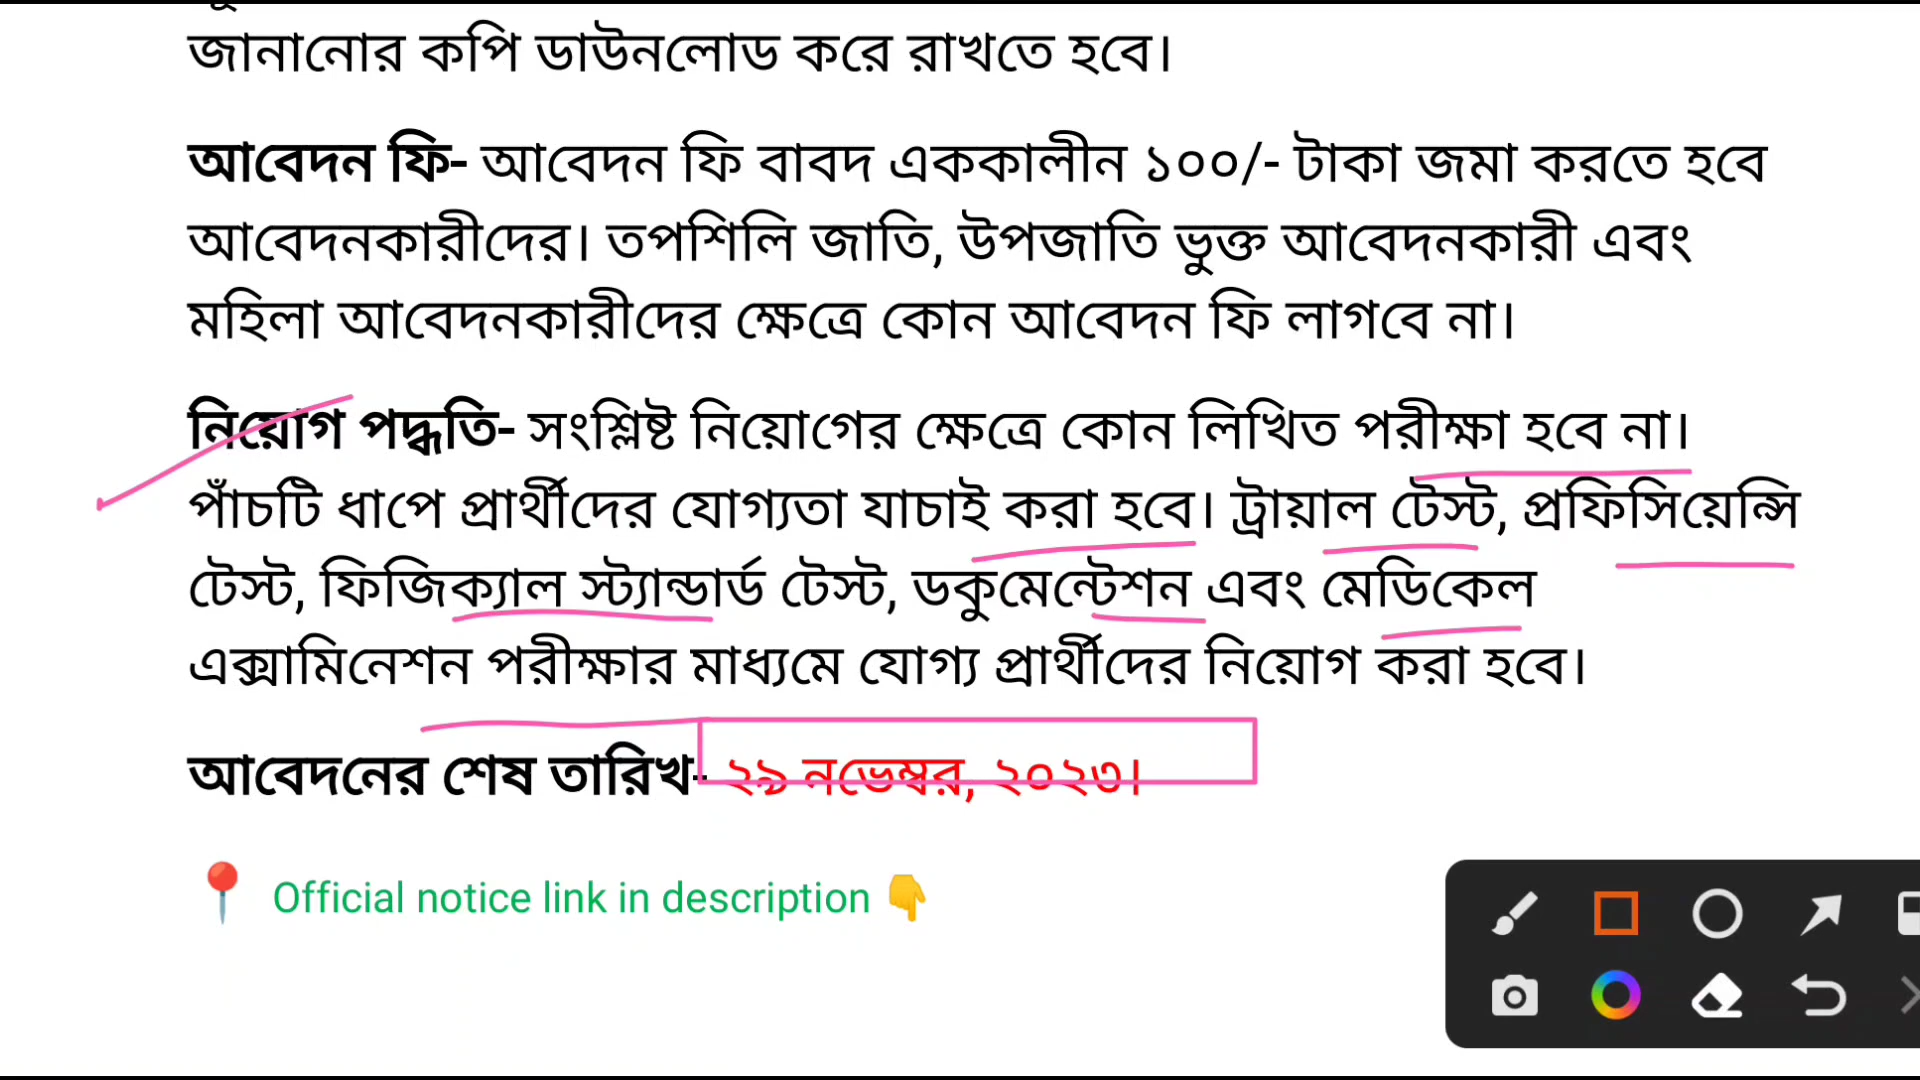 জানানোর কপি ডাউনলোড করে রাখতে হবে।
আবেদন ফি- আবেদন ফি বাবদ এককালীন ১০০/- টাকা জমা করতে হবে
আবেদনকারীদের। তপশিলি জাতি, উপজাতি ভুক্ত আবেদনকারী এবং
মহিলা আবেদনকারীদের ক্ষেত্রে কোন আবেদন ফি লাগবে না।
নিয়োগ পদ্ধতি- সংশ্লিষ্ট নিয়োগের ক্ষেত্রে কোন লিখিত পরীক্ষা হবে না।
পাঁচটি ধাপে প্রার্থীদের যোগ্যতা যাচাই করা হবে। ট্রায়াল টেস্ট, প্রফিসিয়েন্সি
টেস্ট, ফিজিক্যাল স্ট্যান্ডার্ড টেস্ট, ডকুমেন্টেশন এবং মেডিকেল
এক্সামিনেশন পরীক্ষার মাধ্যমে যোগ্য প্রার্থীদের নিয়োগ করা হবে।
আবেদনের শেষ তারিখ- ২৯ নভেম্বর, ২০২৩।
Official notice link in description